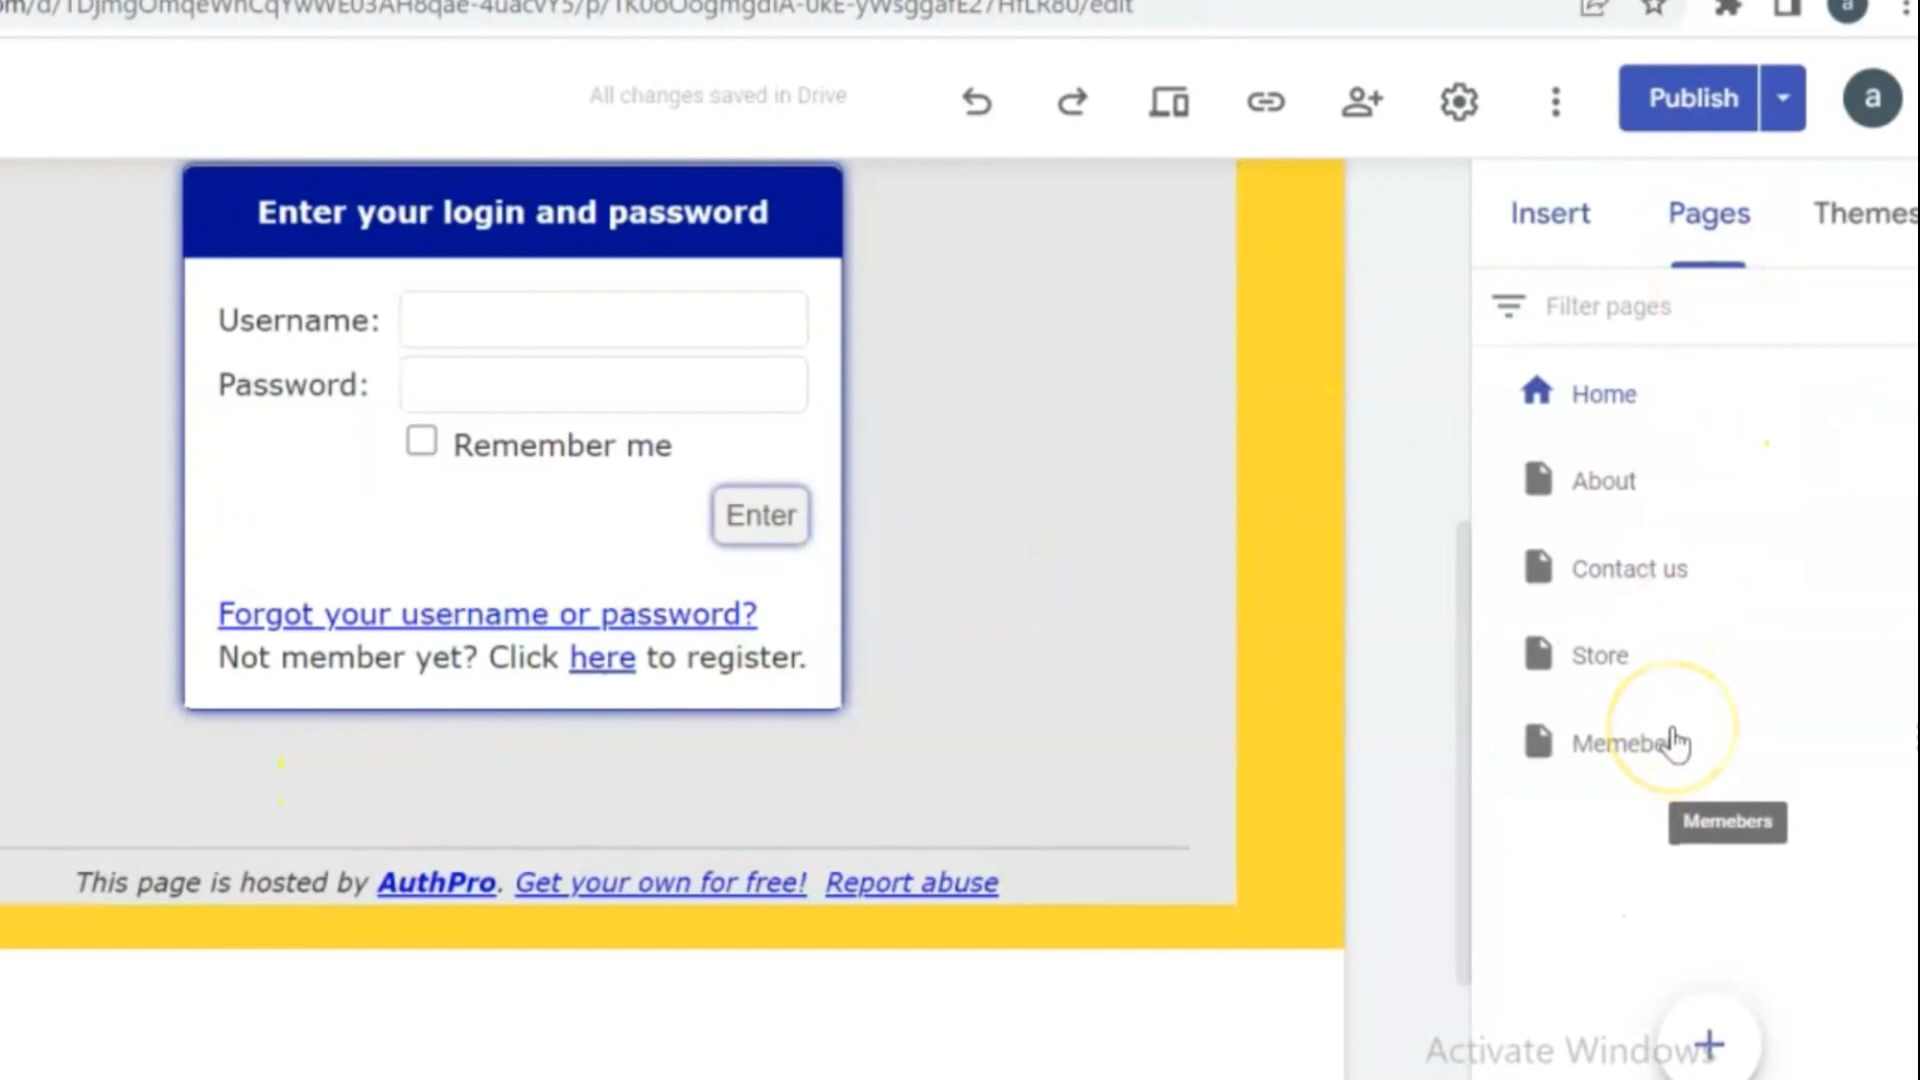 All changes saved in Drive
Publish
a
a
Enter your login and password
Username:
Password:
Remember me
Enter
Forgot your username or password?
Not member yet? Click here to register.
This page is hosted by AuthPro. Get your own for free! Report abuse
Insert Pages Themes
Filter pages
Home
About
Contact us
Store
Memebers
Activate Windows